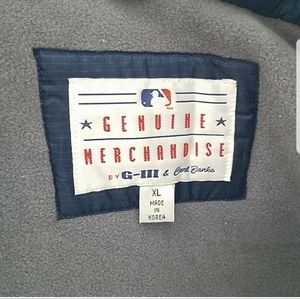 GENUINE
MERCHANDISE
BY G-III & Carl Banks
XL
MADE IN
KOREA